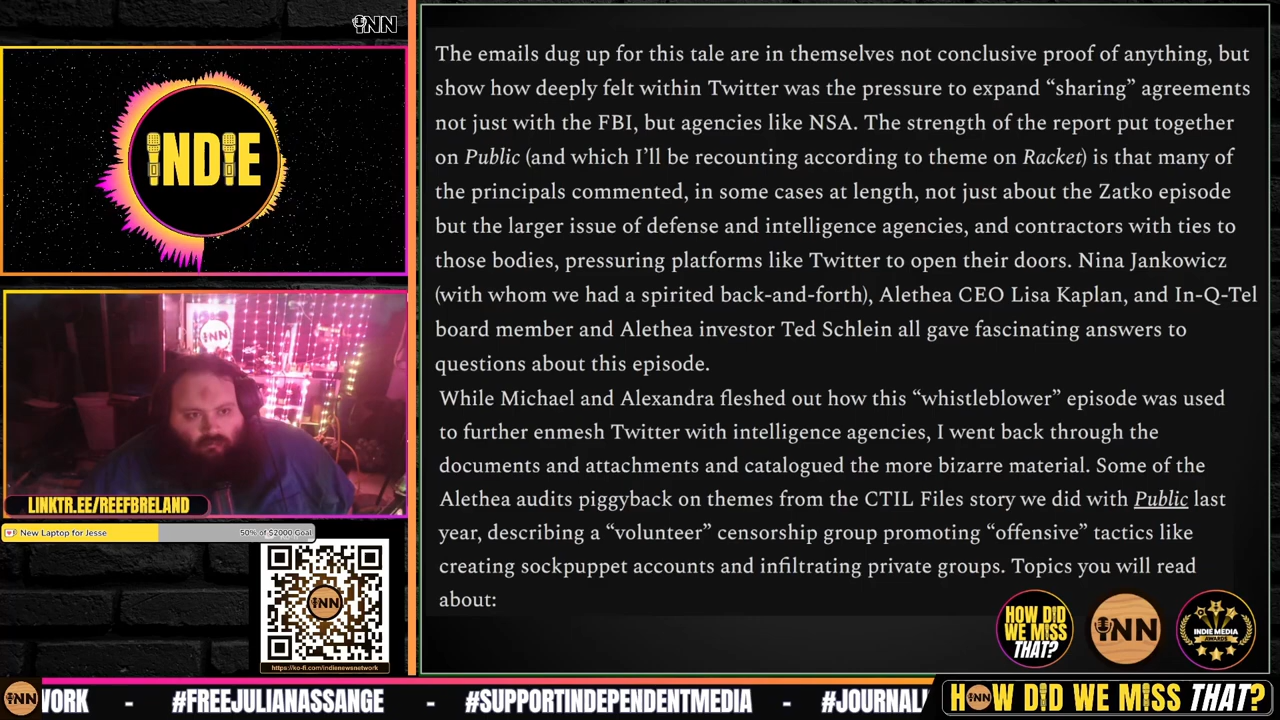 iNN
iNDiE
LINKTR.EE/REEFBRELAND
New Laptop for Jesse 50% of $2000 Goal
iNN
https://ko-fi.com/indienewsnetwork
The emails dug up for this tale are in themselves not conclusive proof of anything, but
show how deeply felt within Twitter was the pressure to expand “sharing” agreements
not just with the FBI, but agencies like NSA. The strength of the report put together
on Public (and which I’ll be recounting according to theme on Racket) is that many of
the principals commented, in some cases at length, not just about the Zatko episode
but the larger issue of defense and intelligence agencies, and contractors with ties to
those bodies, pressuring platforms like Twitter to open their doors. Nina Jankowicz
(with whom we had a spirited back-and-forth), Alethea CEO Lisa Kaplan, and In-Q-Tel
board member and Alethea investor Ted Schlein all gave fascinating answers to
questions about this episode.
While Michael and Alexandra fleshed out how this “whistleblower” episode was used
to further enmesh Twitter with intelligence agencies, I went back through the
documents and attachments and catalogued the more bizarre material. Some of the
Alethea audits piggyback on themes from the CTIL Files story we did with Public last
year, describing a “volunteer” censorship group promoting “offensive” tactics like
creating sockpuppet accounts and infiltrating private groups. Topics you will read
about:
HOW DID
WE MISS
THAT?
iNN
INDIE MEDIA
AWARDS
iNN
WORK - #FREEJULIANASSANGE - #SUPPORTINDEPENDENTMEDIA - #JOURNALI
HOW DiD WE MiSS THAT?